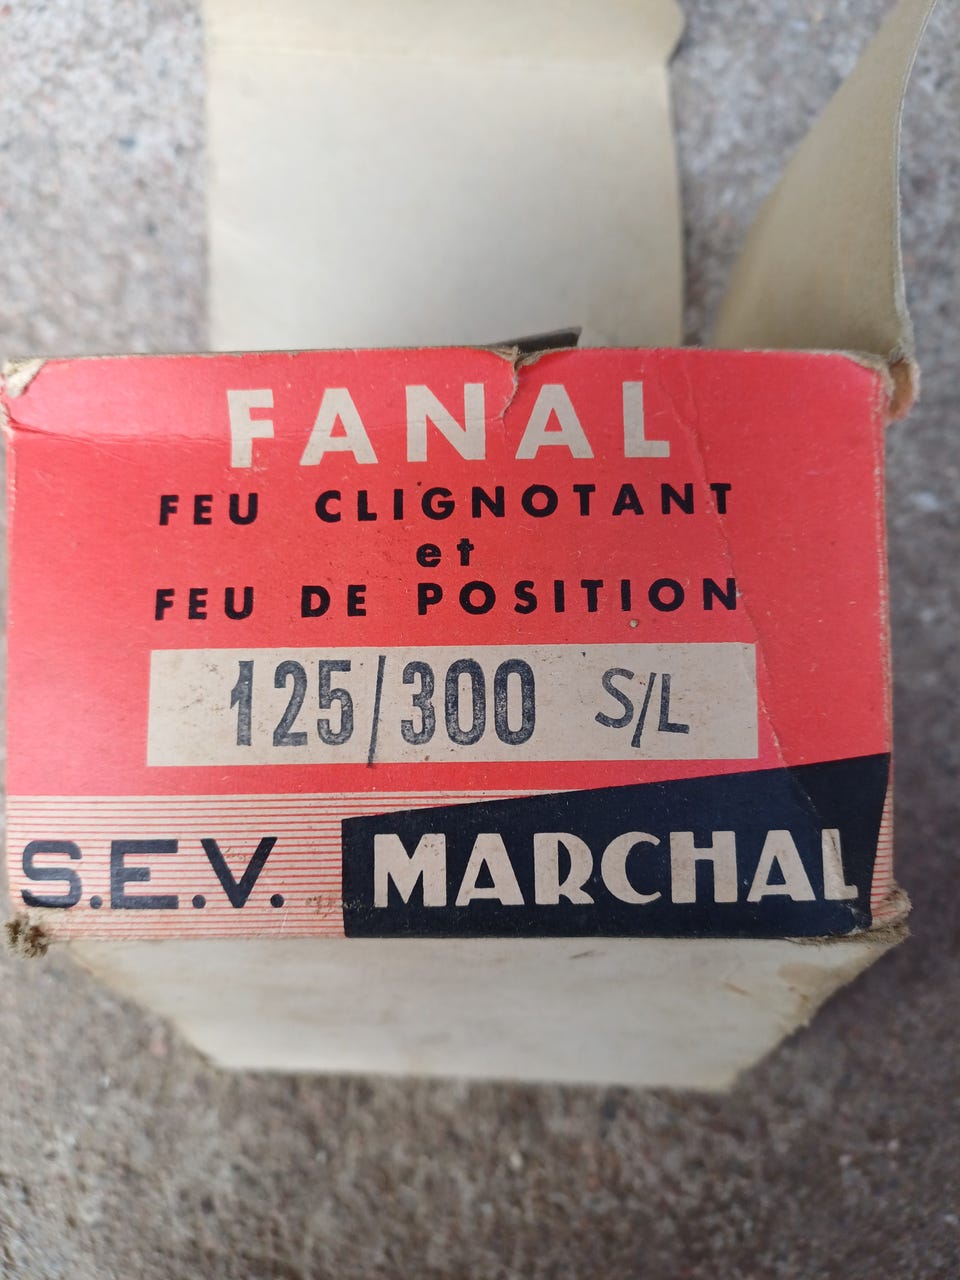 FANAL
FEU CLIGNOTANT
et
FEU DE POSITION
125/300 S/L
S.E.V. MARCHAL